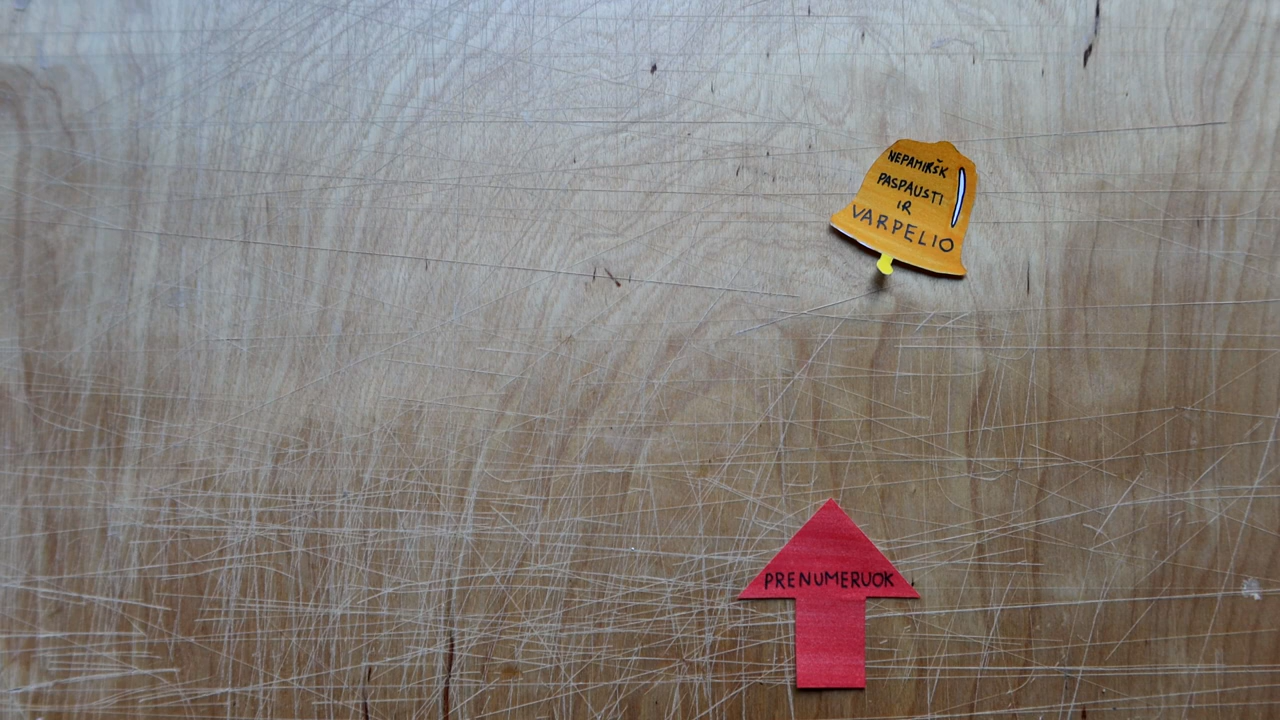 NEPAMIRŠK
PASPAUSTI
IR
VARPELIO
PRENUMERUOK